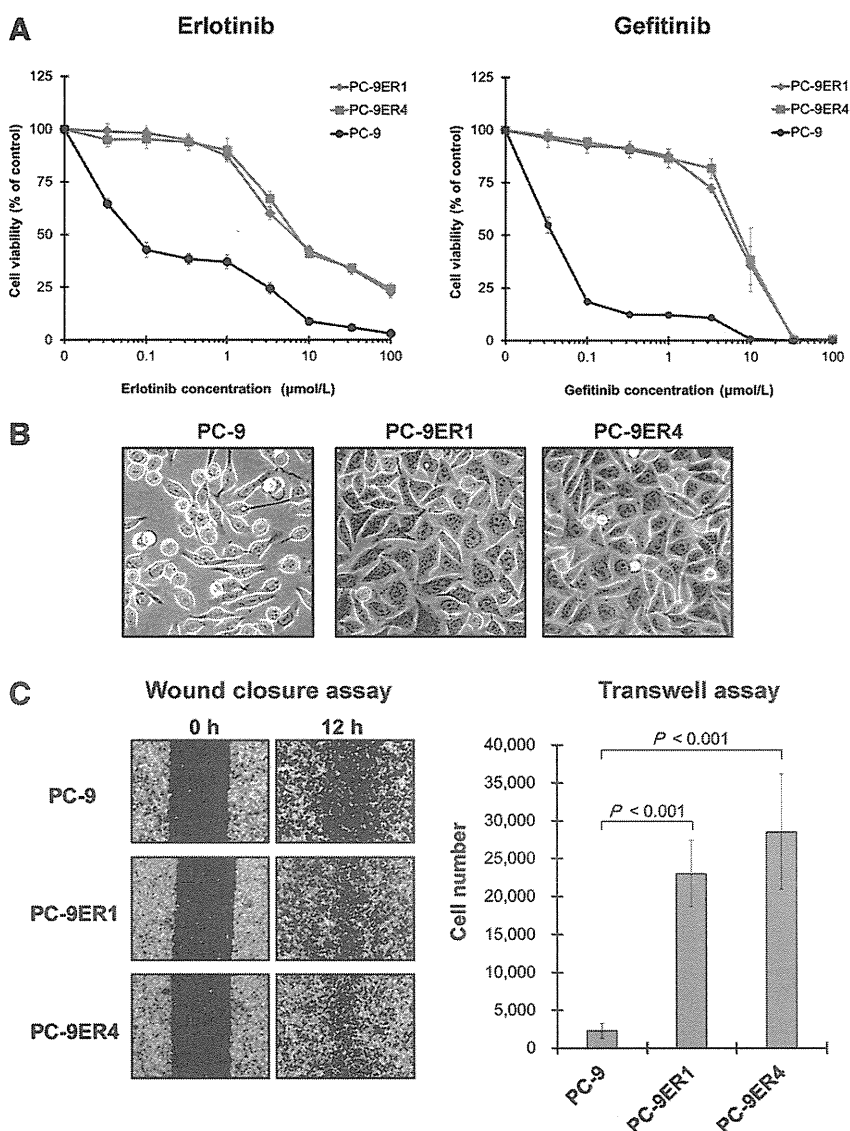 A
Erlotinib
Gefitinib
125
100
75
50
25
0
Cell viability (% of control)
PC-9ER1
PC-9ER4
PC-9
0
0.1
1
10
100
Erlotinib concentration (µmol/L)
125
100
75
50
25
0
Cell viability (% of control)
PC-9ER1
PC-9ER4
PC-9
0
0.1
1
10
100
Gefitinib concentration (µmol/L)
B
PC-9
PC-9ER1
PC-9ER4
C
Wound closure assay
0 h
12 h
PC-9
PC-9ER1
PC-9ER4
Transwell assay
40,000
35,000
30,000
25,000
20,000
15,000
10,000
5,000
0
Cell number
P < 0.001
P < 0.001
PC-9
PC-9ER1
PC-9ER4